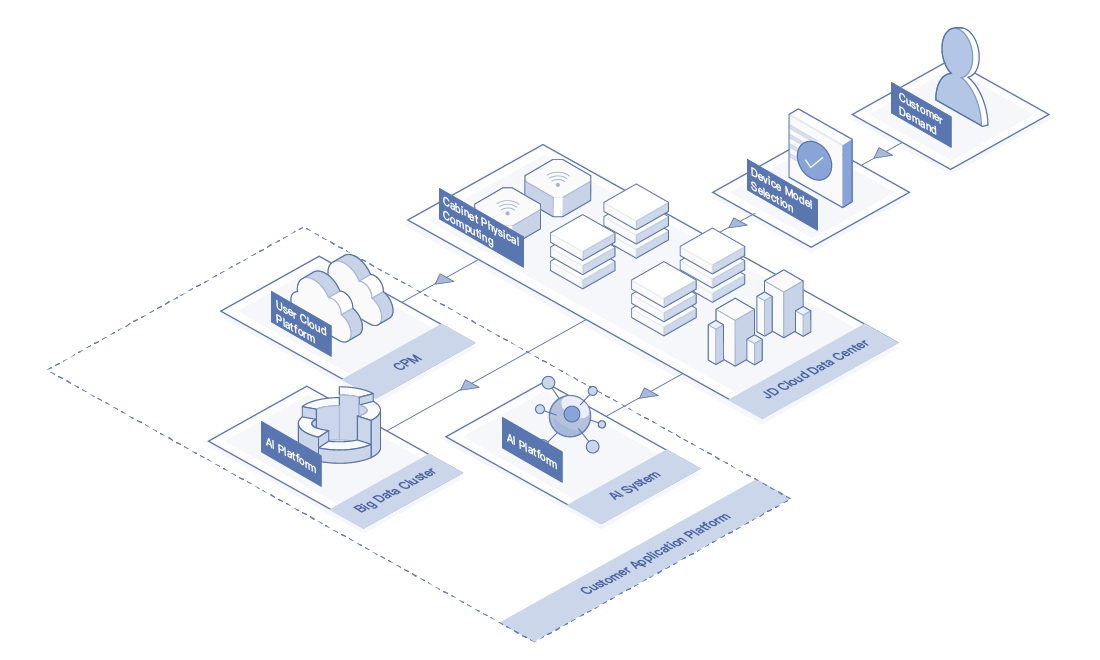 Customer
Demand
Device Model
Selection
Cabinet Physical
Computing
JD Cloud Data Center
User Cloud
Platform
CPM
AI Platform
Big Data Cluster
AI Platform
AI System
Customer Application Platform